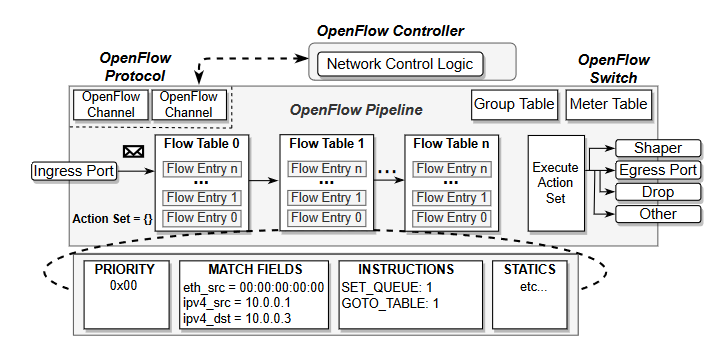 OpenFlow Controller
Network Control Logic
OpenFlow
Protocol
OpenFlow
Switch
OpenFlow
Channel
OpenFlow
Channel
OpenFlow Pipeline
Group Table
Meter Table
Ingress Port
Action Set = {}
Flow Table 0
Flow Entry n
...
Flow Entry 1
Flow Entry 0
Flow Table 1
Flow Entry n
...
Flow Entry 1
Flow Entry 0
...
Flow Table n
Flow Entry n
...
Flow Entry 1
Flow Entry 0
Execute
Action
Set
Shaper
Egress Port
Drop
Other
PRIORITY
0x00
MATCH FIELDS
eth_src = 00:00:00:00:00
ipv4_src = 10.0.0.1
ipv4_dst = 10.0.0.3
INSTRUCTIONS
SET_QUEUE: 1
GOTO_TABLE: 1
STATICS
etc...